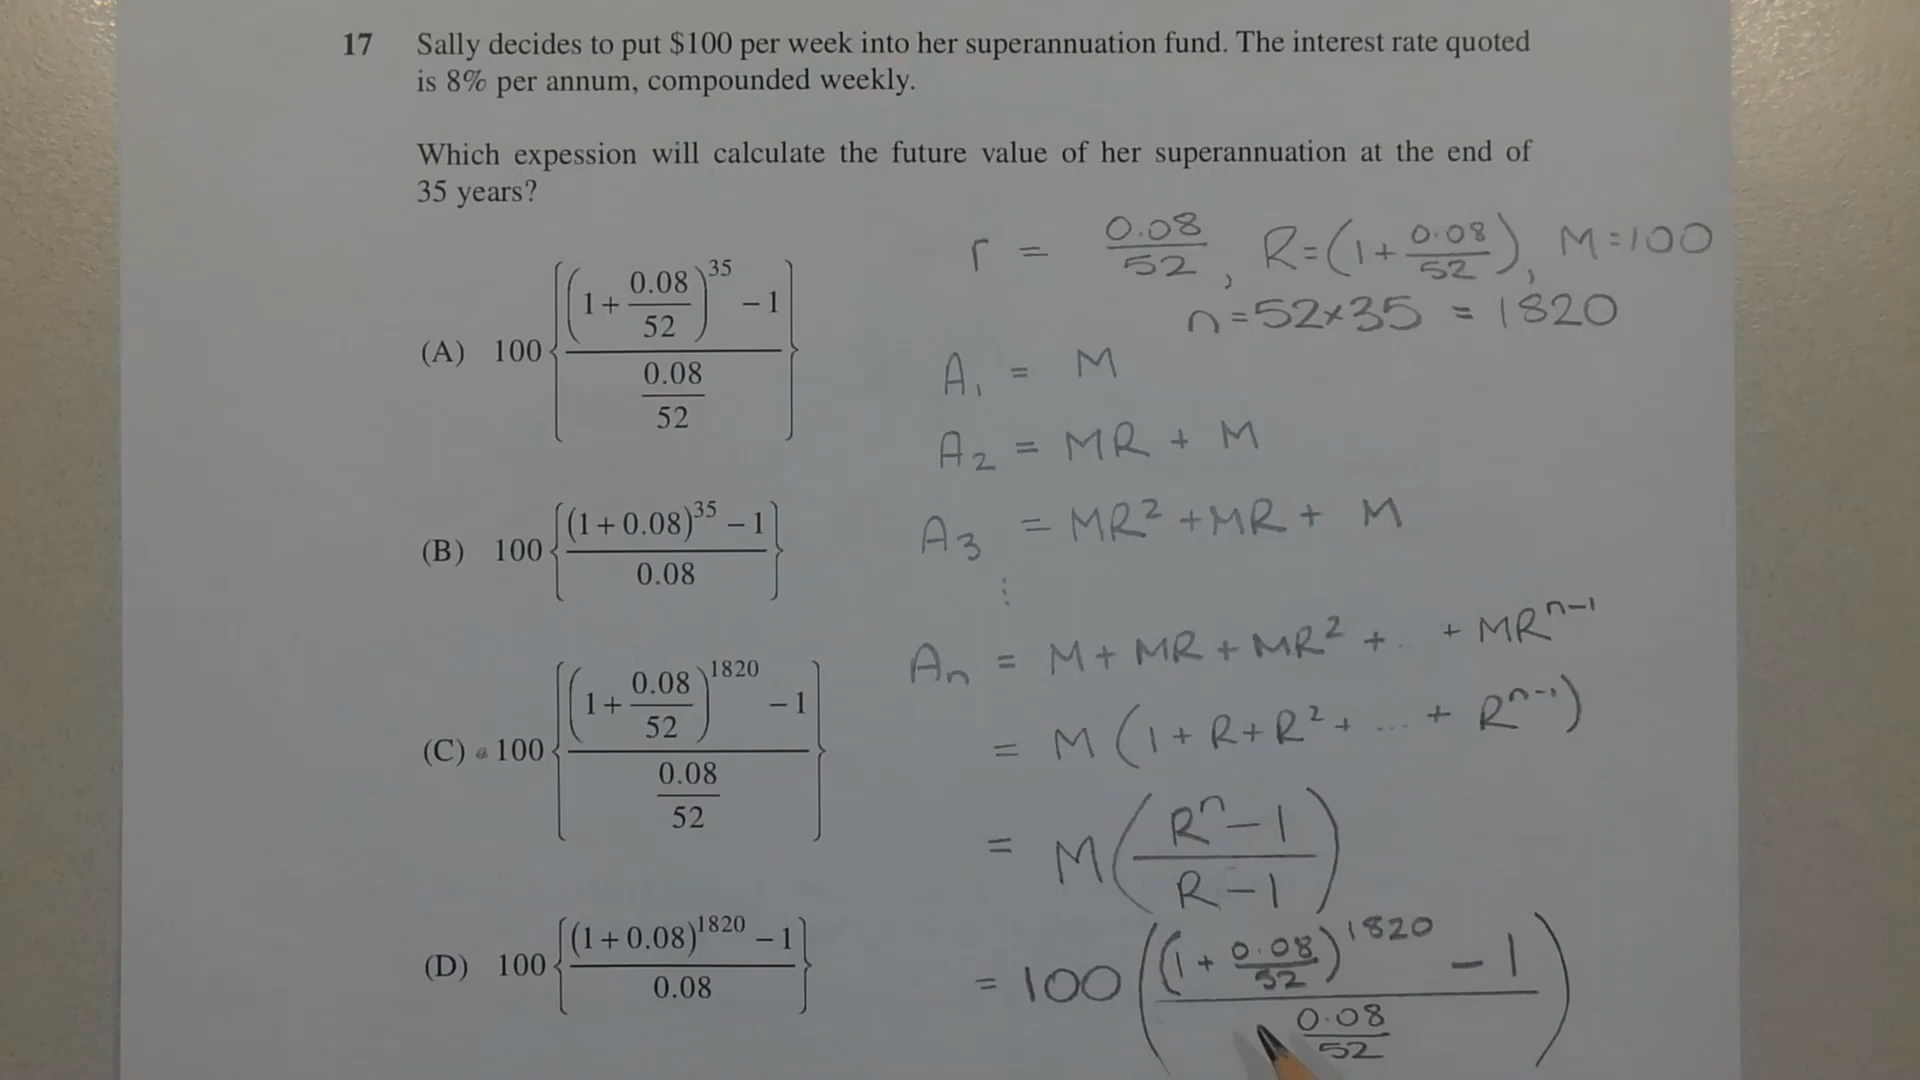 17 Sally decides to put $100 per week into her superannuation fund. The interest rate quoted
is 8% per annum, compounded weekly.
Which expession will calculate the future value of her superannuation at the end of
35 years?
(A) 100 { ((1 + 0.08/52)^35 − 1) / (0.08/52) }
(B) 100 { ((1 + 0.08)^35 − 1) / 0.08 }
(C) 100 { ((1 + 0.08/52)^1820 − 1) / (0.08/52) }
(D) 100 { ((1 + 0.08)^1820 − 1) / 0.08 }
r = 0.08/52, R = (1 + 0.08/52), M = 100
n = 52 × 35 = 1820
A₁ = M
A₂ = MR + M
A₃ = MR² + MR + M
⋮
Aₙ = M + MR + MR² + .. + MR^(n−1)
= M (1 + R + R² + ... + R^(n−1))
= M ((R^n − 1) / (R − 1))
= 100 (((1 + 0.08/52)^1820 − 1) / (0.08/52))